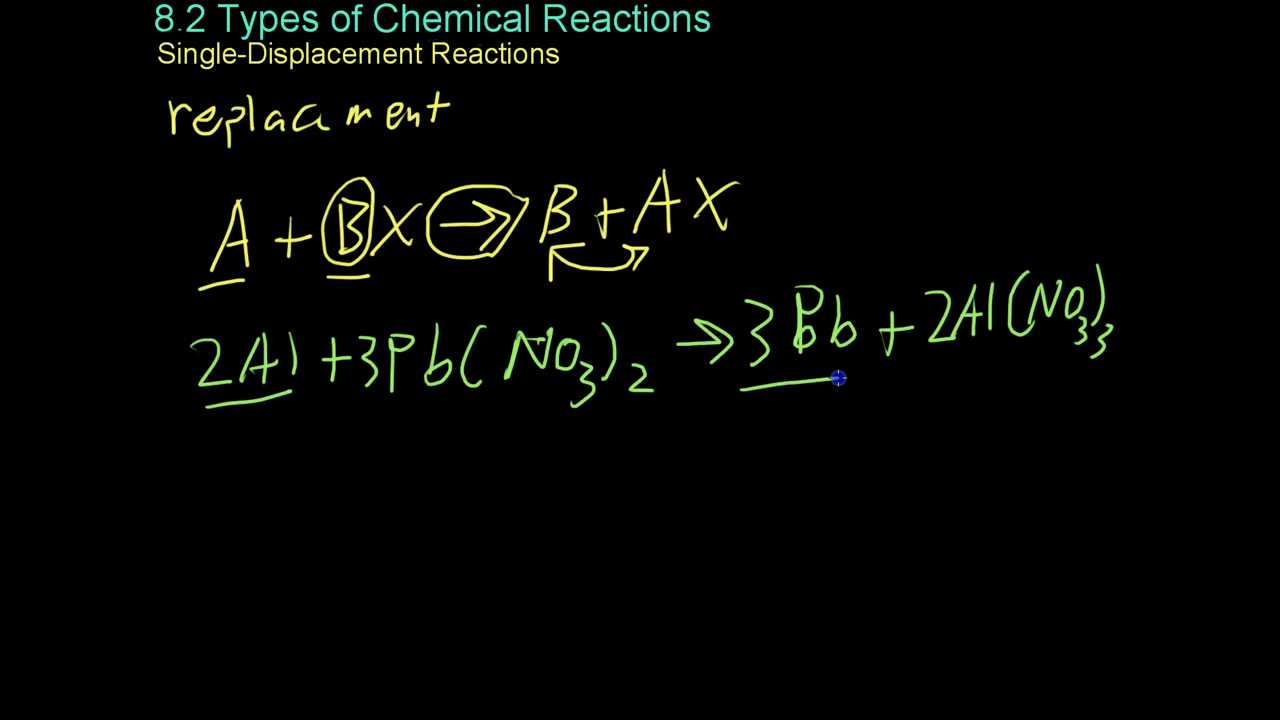 8.2 Types of Chemical Reactions
Single-Displacement Reactions
replacement
A + BX → B + AX
2Al + 3Pb(NO3)2 → 3Pb + 2Al(NO3)3